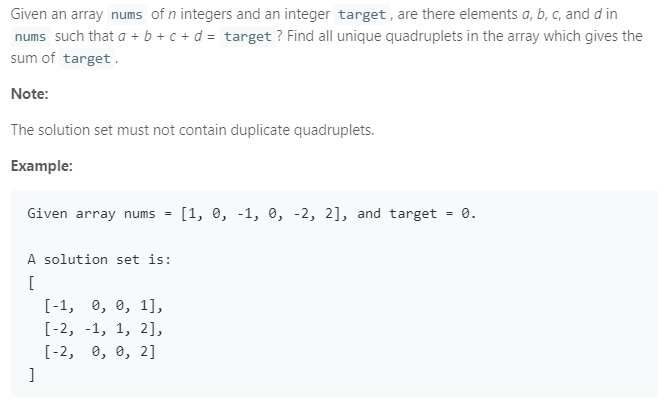 Given an array nums of n integers and an integer target, are there elements a, b, c, and d in
nums such that a + b + c + d = target? Find all unique quadruplets in the array which gives the
sum of target.
Note:
The solution set must not contain duplicate quadruplets.
Example:
Given array nums = [1, 0, -1, 0, -2, 2], and target = 0.
A solution set is:
[
[-1, 0, 0, 1],
[-2, -1, 1, 2],
[-2, 0, 0, 2]
]